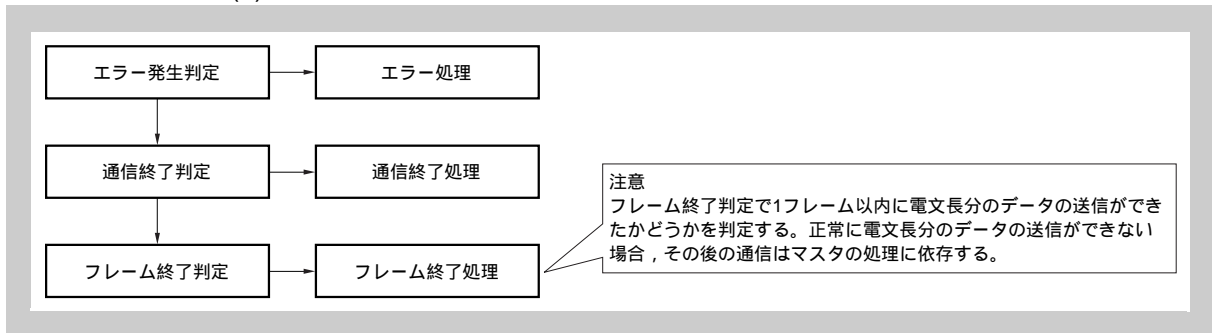 エラー発生判定
エラー処理
通信終了判定
通信終了処理
フレーム終了判定
フレーム終了処理
注意
フレーム終了判定で1フレーム以内に電文長分のデータの送信ができ
たかどうかを判定する。正常に電文長分のデータの送信ができない
場合，その後の通信はマスタの処理に依存する。